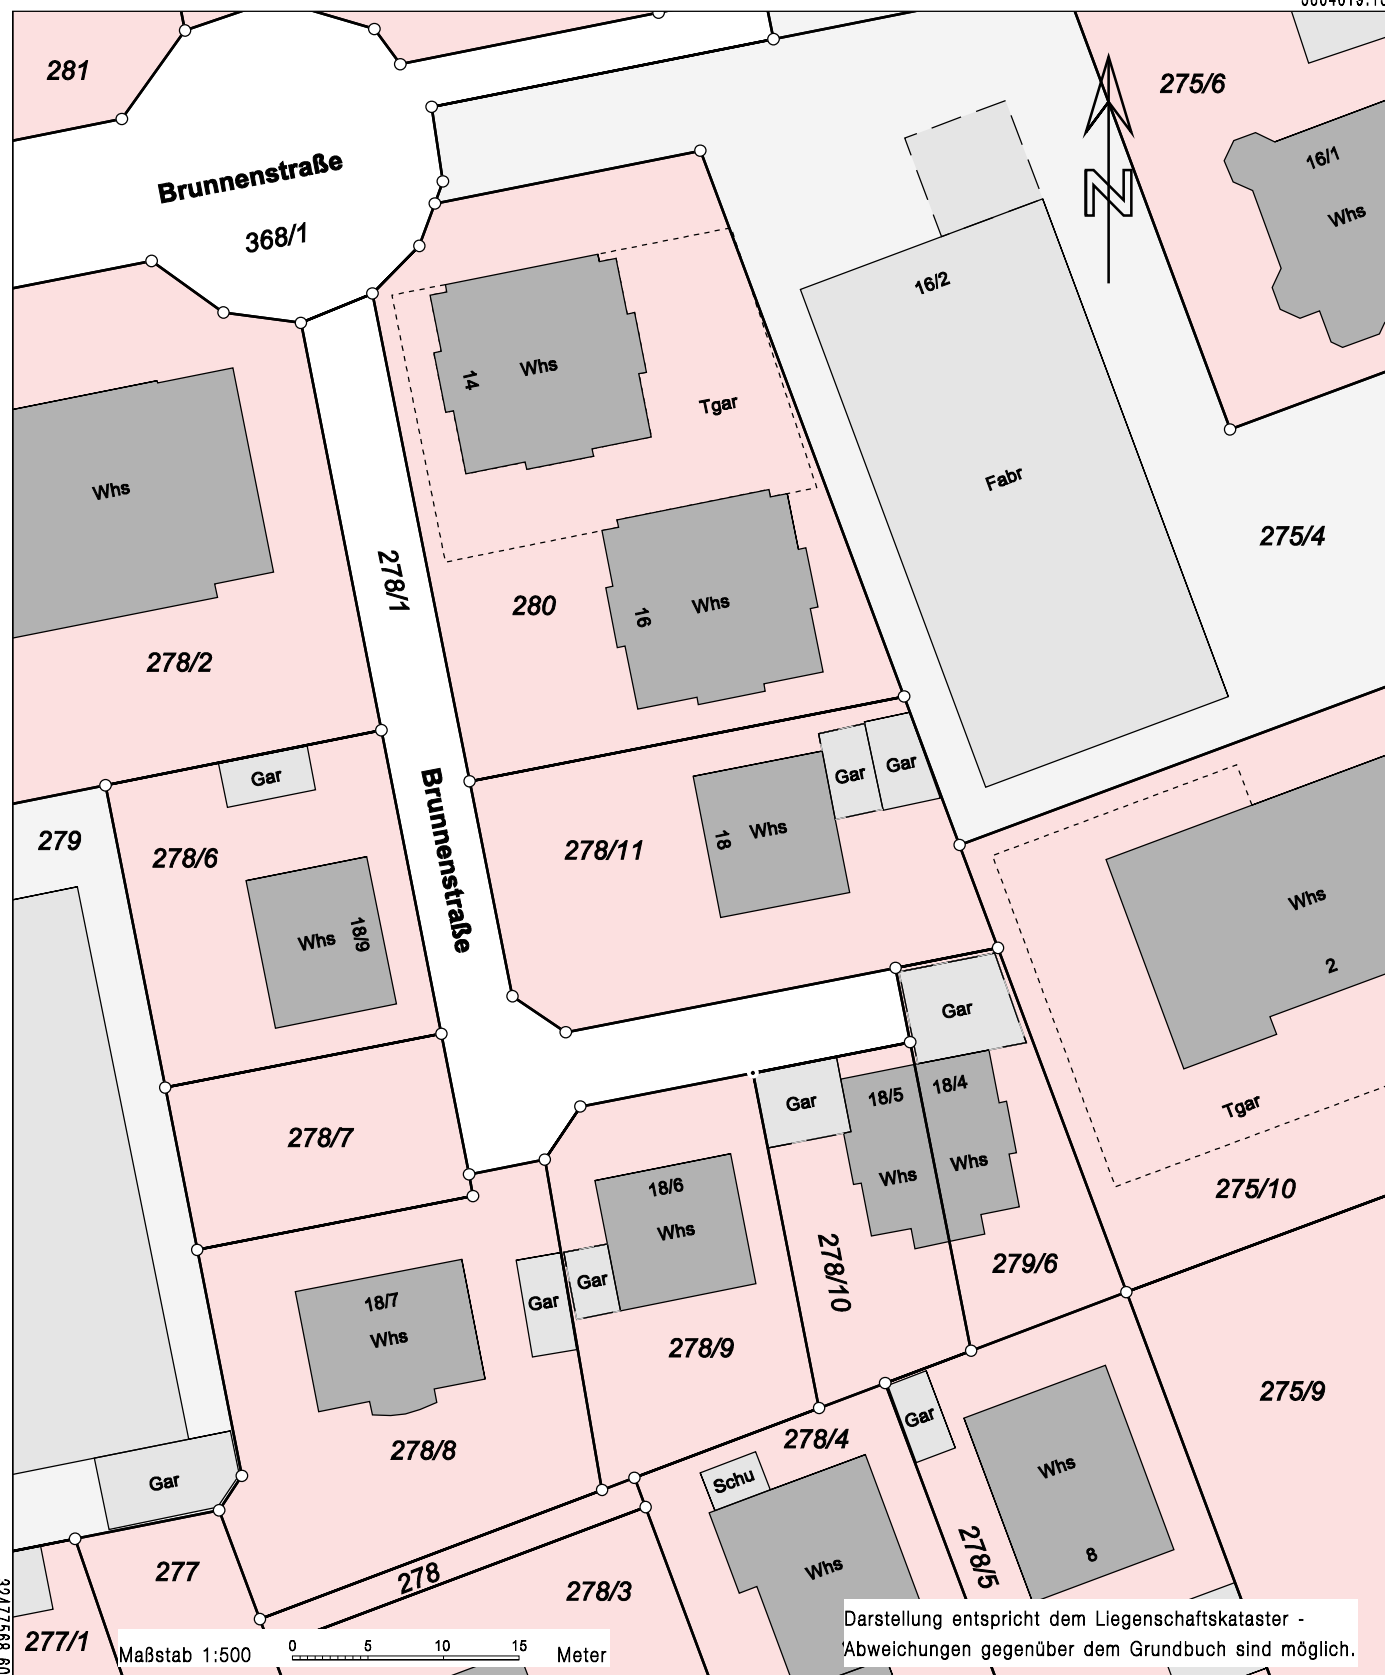 281
275/6
16/1
Whs
Brunnenstraße
368/1
N
16/2
14
Whs
Tgar
Fabr
Whs
275/4
278/1
280
16
Whs
278/2
Gar
Gar
Gar
279
278/6
Brunnenstraße
278/11
18
Whs
Whs
18/9
Whs
2
Gar
Gar
18/5
18/4
Tgar
278/7
Whs
Whs
275/10
18/6
Whs
278/10
279/6
Gar
Gar
18/7
Whs
278/9
275/9
278/8
278/4
Gar
Gar
Schu
Whs
Whs
8
277
278
278/3
278/5
277/1
Maßstab 1:500
0 5 10 15
Meter
Darstellung entspricht dem Liegenschaftskataster -
Abweichungen gegenüber dem Grundbuch sind möglich.